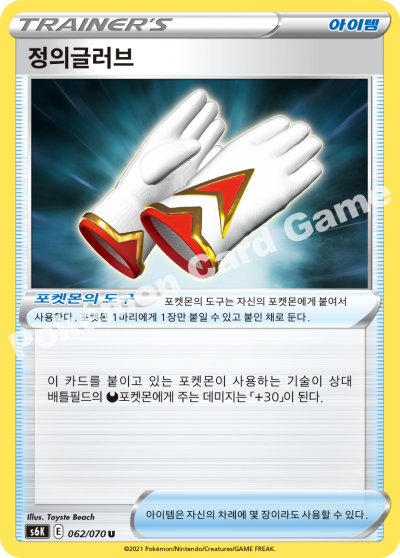 TRAINER'S
아이템
정의글러브
포켓몬의 도구 포켓몬의 도구는 자신의 포켓몬에게 붙여서
사용한다. 포켓몬 1마리에게 1장만 붙일 수 있고 붙인 채로 둔다.
이 카드를 붙이고 있는 포켓몬이 사용하는 기술이 상대
배틀필드의 포켓몬에게 주는 데미지는 「+30」이 된다.
Illus. Toyste Beach
s6K E 062/070 U
아이템은 자신의 차례에 몇 장이라도 사용할 수 있다.
©2021 Pokémon/Nintendo/Creatures/GAME FREAK.
Pokémon Card Game